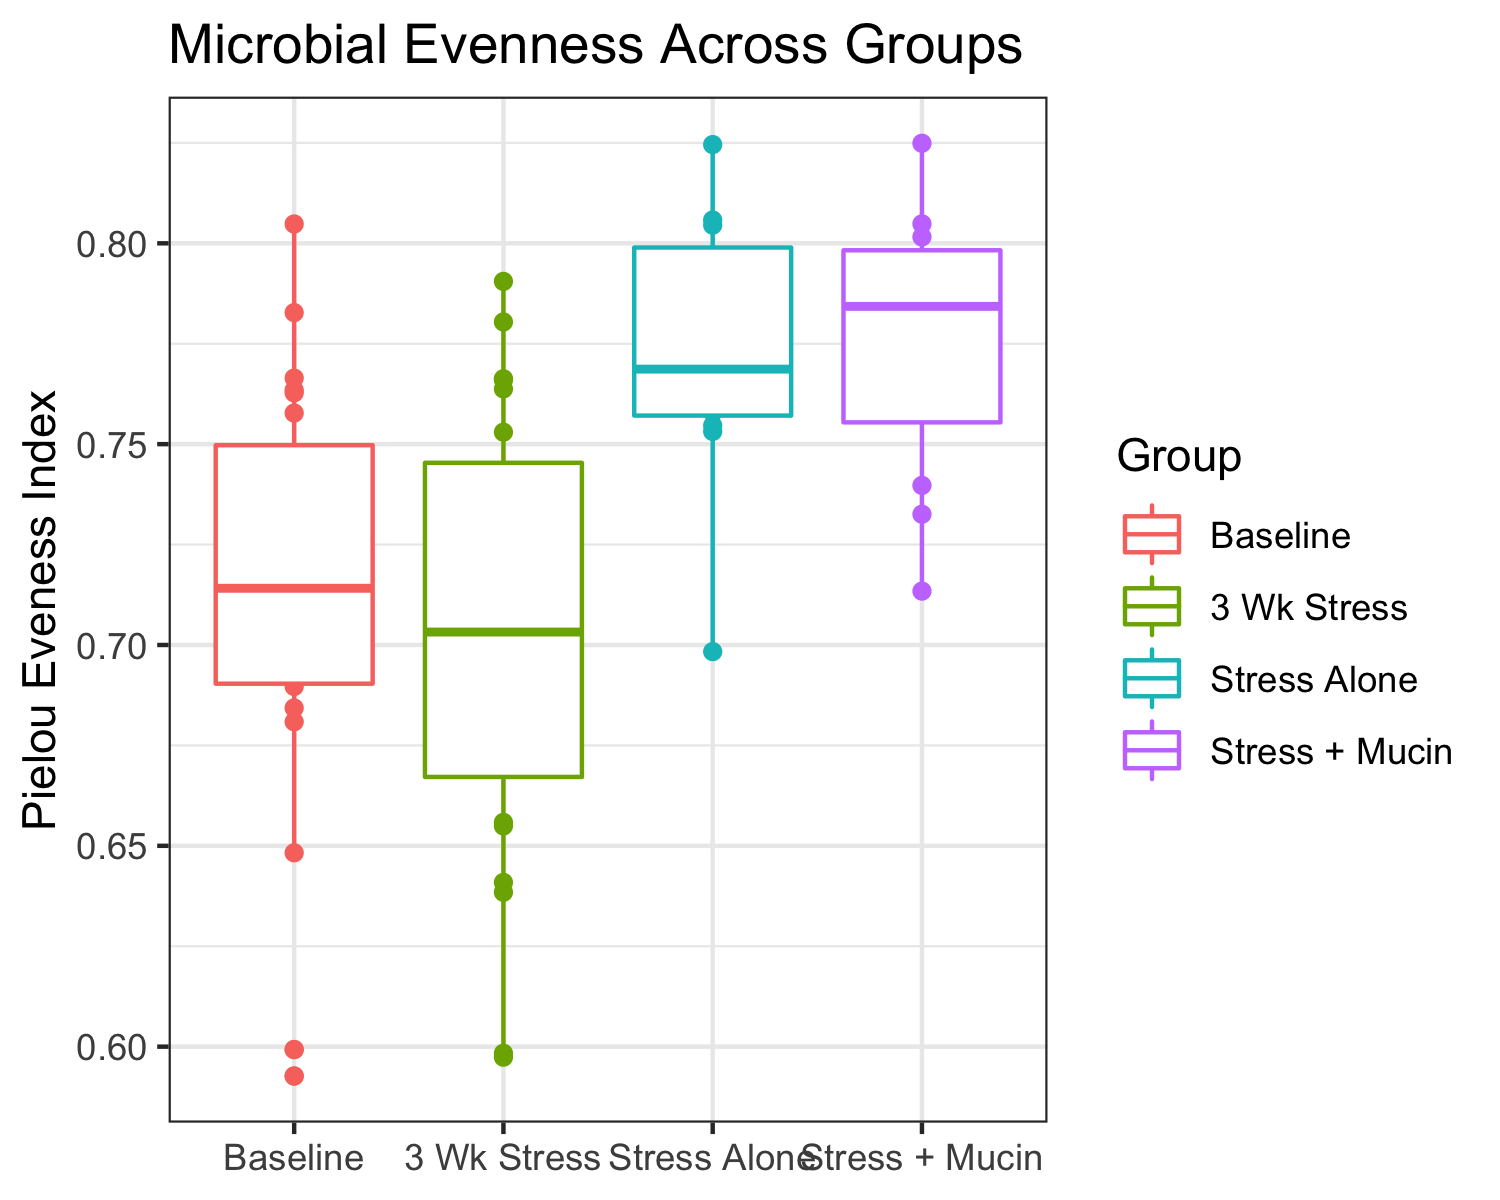 Microbial Evenness Across Groups
Pielou Eveness Index
0.80
0.75
0.70
0.65
0.60
Baseline
3 Wk Stress
Stress Alone
Stress + Mucin
Group
Baseline
3 Wk Stress
Stress Alone
Stress + Mucin